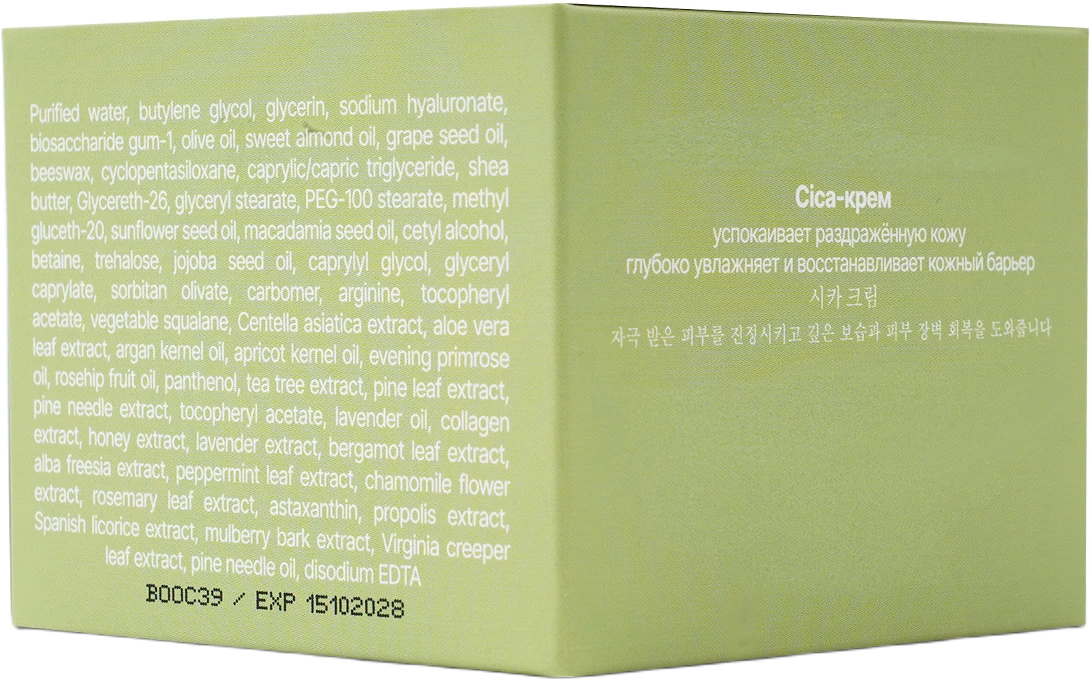 Purified water, butylene glycol, glycerin, sodium hyaluronate,
biosaccharide gum-1, olive oil, sweet almond oil, grape seed oil,
beeswax, cyclopentasiloxane, caprylic/capric triglyceride, shea
butter, Glycereth-26, glyceryl stearate, PEG-100 stearate, methyl
gluceth-20, sunflower seed oil, macadamia seed oil, cetyl alcohol,
betaine, trehalose, jojoba seed oil, caprylyl glycol, glyceryl
caprylate, sorbitan olivate, carbomer, arginine, tocopheryl
acetate, vegetable squalane, Centella asiatica extract, aloe vera
leaf extract, argan kernel oil, apricot kernel oil, evening primrose
oil, rosehip fruit oil, panthenol, tea tree extract, pine leaf extract,
pine needle extract, tocopheryl acetate, lavender oil, collagen
extract, honey extract, lavender extract, bergamot leaf extract,
alba freesia extract, peppermint leaf extract, chamomile flower
extract, rosemary leaf extract, astaxanthin, propolis extract,
Spanish licorice extract, mulberry bark extract, Virginia creeper
leaf extract, pine needle oil, disodium EDTA
BOOC39 / EXP 15102028
Cica-крем
успокаивает раздражённую кожу
глубоко увлажняет и восстанавливает кожный барьер
시카 크림
자극 받은 피부를 진정시키고 깊은 보습과 피부 장벽 회복을 도와줍니다